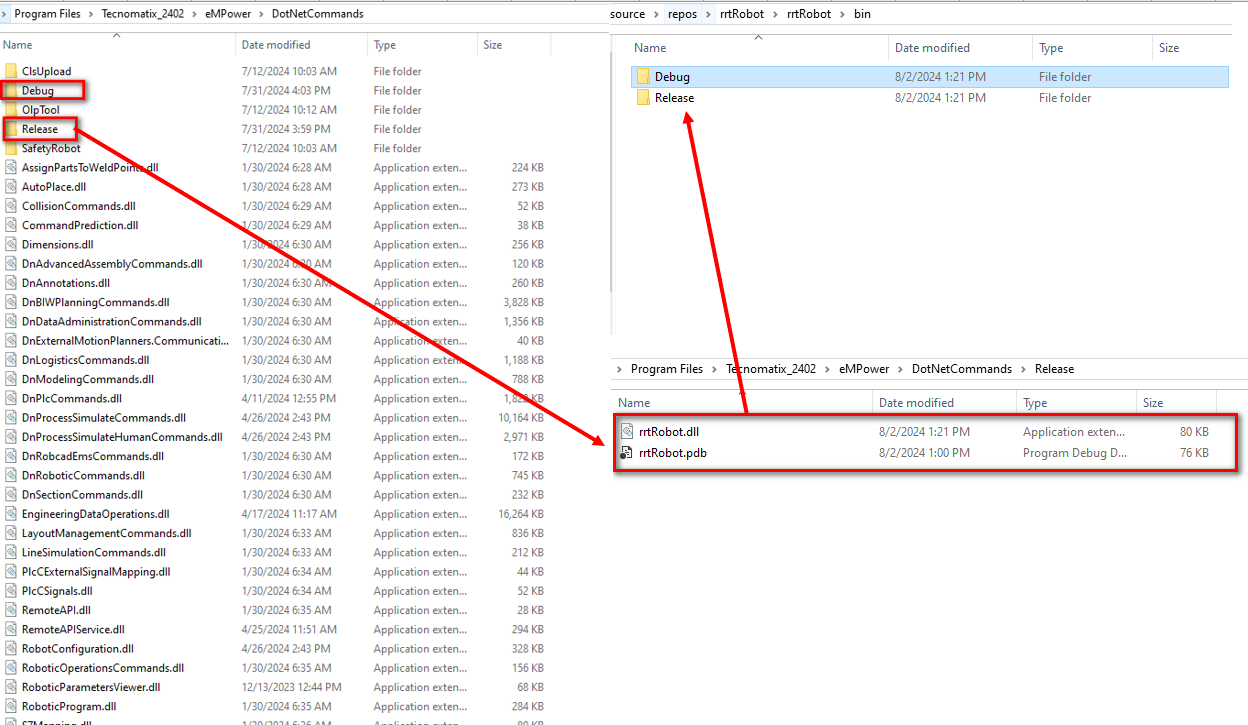 Program Files > Tecnomatix_2402 > eMPower > DotNetCommands
Name Date modified Type Size
ClsUpload 7/12/2024 10:03 AM File folder
Debug 7/31/2024 4:03 PM File folder
OlpTool 7/12/2024 10:12 AM File folder
Release 7/31/2024 3:59 PM File folder
SafetyRobot 7/12/2024 10:03 AM File folder
AssignPartsToWeldPoints.dll 1/30/2024 6:28 AM Application exten... 224 KB
AutoPlace.dll 1/30/2024 6:28 AM Application exten... 273 KB
CollisionCommands.dll 1/30/2024 6:29 AM Application exten... 52 KB
CommandPrediction.dll 1/30/2024 6:29 AM Application exten... 38 KB
Dimensions.dll 1/30/2024 6:30 AM Application exten... 256 KB
DnAdvancedAssemblyCommands.dll 1/30/2024 6:30 AM Application exten... 120 KB
DnAnnotations.dll 1/30/2024 6:30 AM Application exten... 260 KB
DnBIWPlanningCommands.dll 1/30/2024 6:30 AM Application exten... 3,828 KB
DnDataAdministrationCommands.dll 1/30/2024 6:30 AM Application exten... 1,356 KB
DnExternalMotionPlanners.Communicati... 1/30/2024 6:30 AM Application exten... 40 KB
DnLogisticsCommands.dll 1/30/2024 6:30 AM Application exten... 1,188 KB
DnModelingCommands.dll 1/30/2024 6:30 AM Application exten... 788 KB
DnPlcCommands.dll 4/11/2024 12:55 PM Application exten... KB
DnProcessSimulateCommands.dll 4/26/2024 2:43 PM Application exten... 10,164 KB
DnProcessSimulateHumanCommands.dll 4/26/2024 2:43 PM Application exten... 2,971 KB
DnRobcadEmsCommands.dll 1/30/2024 6:30 AM Application exten... 172 KB
DnRoboticCommands.dll 1/30/2024 6:30 AM Application exten... 745 KB
DnSectionCommands.dll 1/30/2024 6:30 AM Application exten... 232 KB
EngineeringDataOperations.dll 4/17/2024 11:17 AM Application exten... 16,264 KB
LayoutManagementCommands.dll 1/30/2024 6:33 AM Application exten... 836 KB
LineSimulationCommands.dll 1/30/2024 6:33 AM Application exten... 212 KB
PlcCExternalSignalMapping.dll 1/30/2024 6:34 AM Application exten... 44 KB
PlcCSignals.dll 1/30/2024 6:34 AM Application exten... 52 KB
RemoteAPI.dll 1/30/2024 6:35 AM Application exten... 28 KB
RemoteAPIService.dll 4/25/2024 11:51 AM Application exten... 294 KB
RobotConfiguration.dll 4/26/2024 2:43 PM Application exten... 328 KB
RoboticOperationsCommands.dll 1/30/2024 6:35 AM Application exten... 156 KB
RoboticParametersViewer.dll 12/13/2023 12:44 PM Application exten... 68 KB
RoboticProgram.dll 1/30/2024 6:35 AM Application exten... 284 KB
source > repos > rrtRobot > rrtRobot > bin
Name Date modified Type Size
Debug 8/2/2024 1:21 PM File folder
Release 8/2/2024 1:21 PM File folder
> Program Files > Tecnomatix_2402 > eMPower > DotNetCommands > Release
Name Date modified Type Size
rrtRobot.dll 8/2/2024 1:21 PM Application exten... 80 KB
rrtRobot.pdb 8/2/2024 1:00 PM Program Debug D... 76 KB